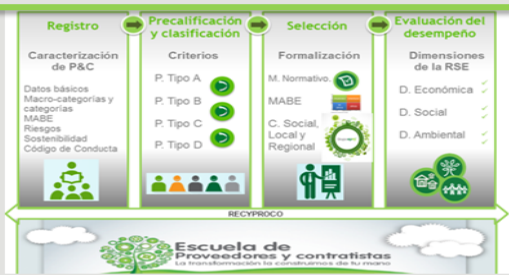 Registro
Caracterización
de P&C
Datos básicos
Macro-categorías y
categorías
MABE
Riesgos
Sostenibilidad
Código de Conducta
Precalificación
y clasificación
Criterios
P. Tipo A
P. Tipo B
P. Tipo C
P. Tipo D
Selección
Formalización
M. Normativo.
MABE
C. Social,
Local y
Regional
Evaluación del
desempeño
Dimensiones
de la RSE
D. Económica
D. Social
D. Ambiental
RECYPROCO
Escuela de
Proveedores y contratistas
La transformación la construimos de tu mano